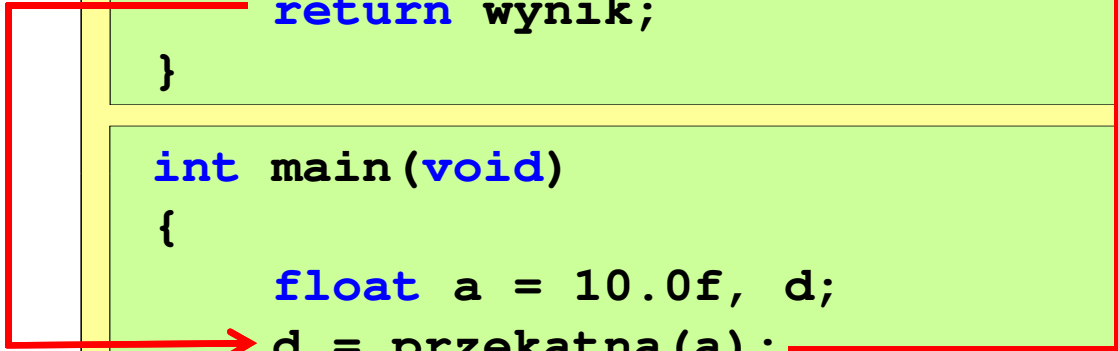 return wynik;
}
int main(void)
{
float a = 10.0f, d;
d = przekatna(a);